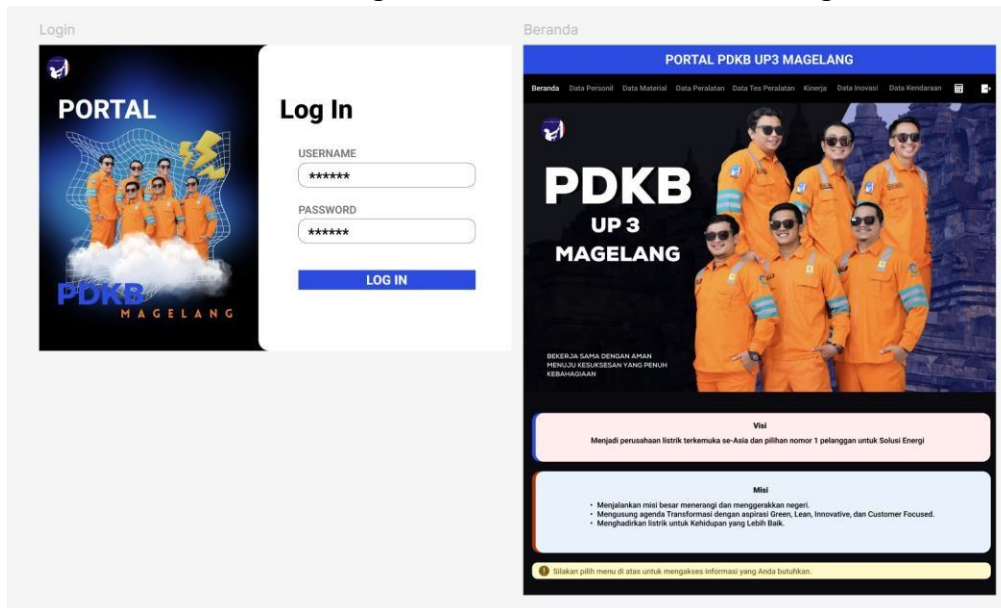 Login
PORTAL
PDKB
MAGELANG
Log In
USERNAME
******
PASSWORD
******
LOG IN
Beranda
PORTAL PDKB UP3 MAGELANG
Beranda Data Personil Data Material Data Peralatan Data Tes Peralatan Kinerja Data Inovasi Data Kendaraan
PDKB
UP 3
MAGELANG
BEKERJA SAMA DENGAN AMAN
MENUJU KESUKSESAN YANG PENUH
KEBAHAGIAAN
Visi
Menjadi perusahaan listrik terkemuka se-Asia dan pilihan nomor 1 pelanggan untuk Solusi Energi
Misi
• Menjalankan misi besar menerangi dan menggerakkan negeri.
• Mengusung agenda Transformasi dengan aspirasi Green, Lean, Innovative, dan Customer Focused.
• Menghadirkan listrik untuk Kehidupan yang Lebih Baik.
Silakan pilih menu di atas untuk mengakses informasi yang Anda butuhkan.